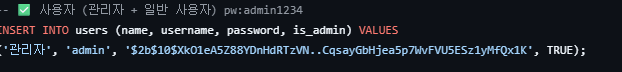 -- ✅ 사용자 (관리자 + 일반 사용자) pw:admin1234
INSERT INTO users (name, username, password, is_admin) VALUES
('관리자', 'admin', '$2b$10$XkO1eA5Z88YDnHdRTzVN..CqsayGbHjea5p7WvFVU5ESz1yMfQx1K', TRUE);